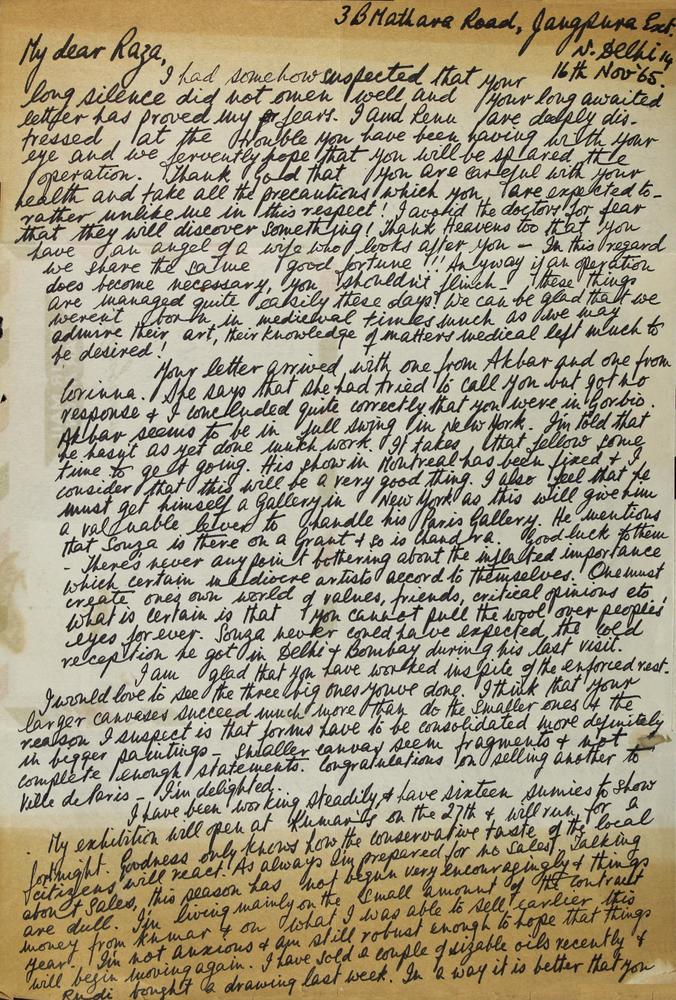 3B Mathura Road, Jangpura Ext.
N. Delhi 14
16th Nov '65.
My dear Raza,
I had somehow suspected that your
long silence did not omen well and your long awaited
letter has proved my fears. I and Renu are deeply dis-
tressed at the trouble you have been having with your
eye and we fervently hope that you will be spared the
operation. Thank God that you are careful with your
health and take all the precautions which you are expected to -
rather unlike me in this respect! I avoid the doctors for fear
that they will discover something! Thank Heavens too that you
have an angel of a wife who looks after you - In this regard
we share the same good fortune!! Anyway if an operation
does become necessary, you shouldn't flinch - these things
are managed quite easily these days. We can be glad that we
weren't born in mediaeval times much as we may
admire their art, their knowledge of matters medical left much to
be desired!
Your letter arrived with one from Akbar and one from
Corinna. She says that she had tried to call you but got no
response & I concluded quite correctly that you were in Gorbio.
Akbar seems to be in full swing in New York. I'm told that
he hasnt as yet done much work. It takes that fellow some
time to get going. His show in Montreal has been fixed & I
consider that this will be a very good thing. I also feel that he
must get himself a Gallery in New York as this will give him
a valuable lever to handle his Paris Gallery. He mentions
that Souza is there on a Grant & so is Chandra. Good luck to them
- There's never any point bothering about the inflated importance
which certain mediocre artists accord to themselves. One must
create ones own world of values, friends, critical opinions etc.
What is certain is that you cannot pull the wool over peoples'
eyes for ever. Souza never could have expected the cold
recaption he got in Delhi & Bombay during his last visit.
I am glad that you have worked inspite of the enforced rest.
I would love to see the three big ones youve done. I think that your
larger canvases succeed much more than do the smaller ones & the
reason I suspect is that forms have to be consolidated more definitely
in bigger paintings - smaller canvas seem fragments & not
complete enough statements. Congratulations on selling another to
Ville de Paris - I'm delighted.
I have been working steadily & have sixteen sumies to show
. My exhibition will open at Kumar's on the 27th & will run for a
fortnight. Goodness only knows how the conservative taste of the local
citizens will react. As always I'm prepared for no sales. Talking
about sales, this season has not begun very encouragingly & things
are dull. I'm living mainly on the small amount of the contract
money from Kumar & on what I was able to sell earlier this
year. I'm not anxious & am still robust enough to hope that things
will begin moving again. I have sold a couple of sizable oils recently &
Rudi bought a drawing last week. In a way it is better that you